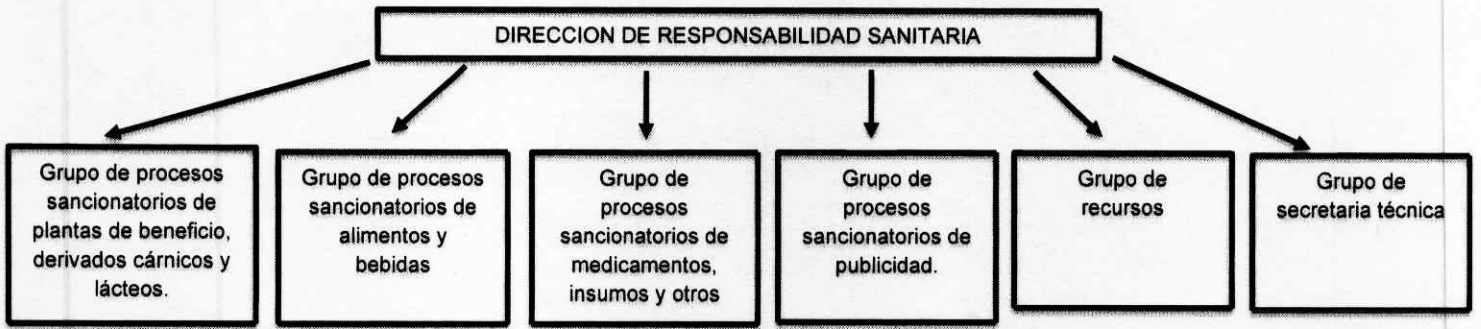 DIRECCION DE RESPONSABILIDAD SANITARIA
Grupo de procesos
sancionatorios de
plantas de beneficio,
derivados cárnicos y
lácteos.
Grupo de procesos
sancionatorios de
alimentos y
bebidas
Grupo de
procesos
sancionatorios de
medicamentos,
insumos y otros
Grupo de
procesos
sancionatorios de
publicidad.
Grupo de
recursos
Grupo de
secretaria técnica